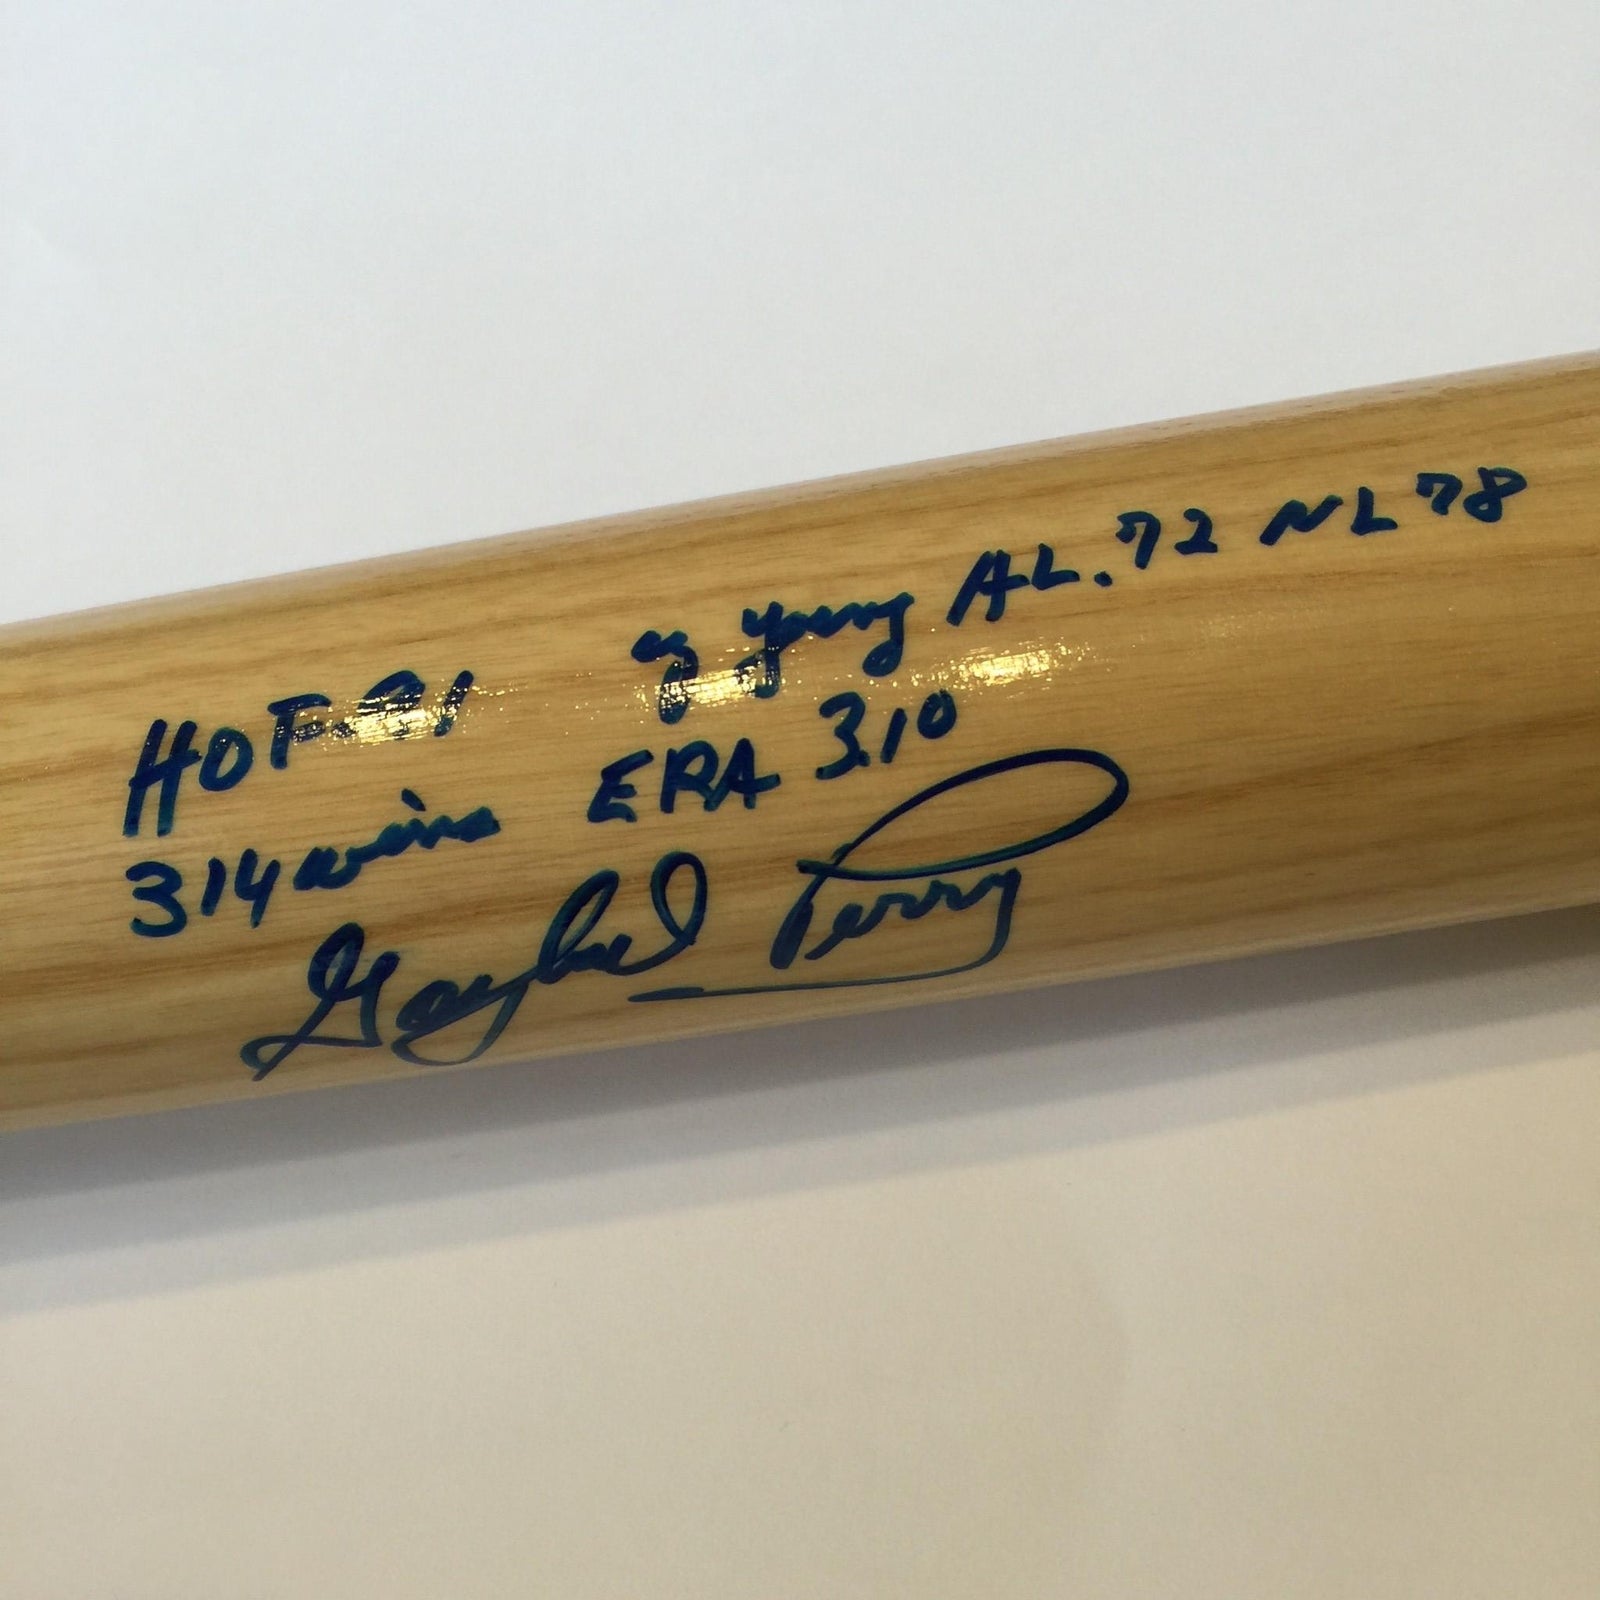 HOF-91 cy young AL.72 NL 78
314 wins ERA 3.10
Gaylord Perry